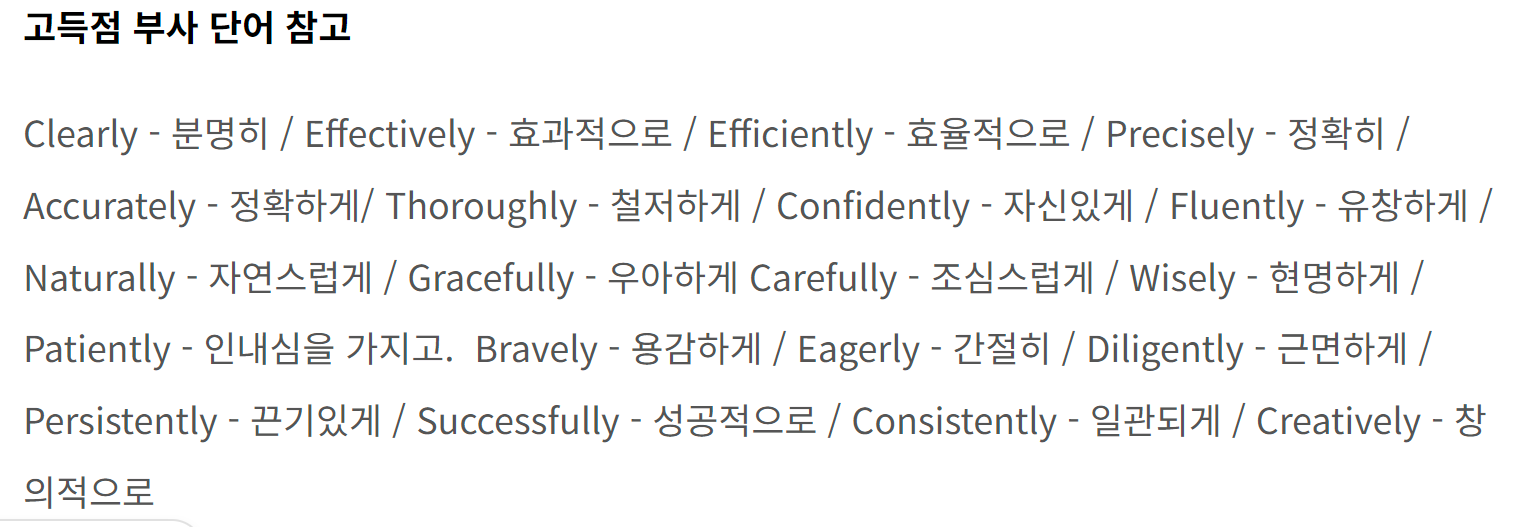 고득점 부사 단어 참고
Clearly - 분명히 / Effectively - 효과적으로 / Efficiently - 효율적으로 / Precisely - 정확히 /
Accurately - 정확하게/ Thoroughly - 철저하게 / Confidently - 자신있게 / Fluently - 유창하게 /
Naturally - 자연스럽게 / Gracefully - 우아하게 Carefully - 조심스럽게 / Wisely - 현명하게 /
Patiently - 인내심을 가지고.  Bravely - 용감하게 / Eagerly - 간절히 / Diligently - 근면하게 /
Persistently - 끈기있게 / Successfully - 성공적으로 / Consistently - 일관되게 / Creatively - 창
의적으로